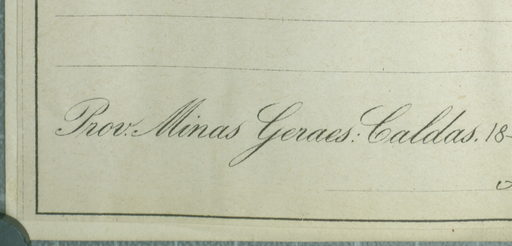 Prov. Minas Geraes: Caldas. 18